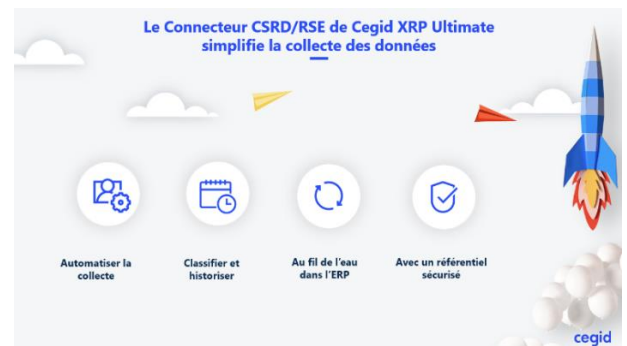 Le Connecteur CSRD/RSE de Cegid XRP Ultimate
simplifie la collecte des données
Automatiser la
collecte
Classifier et
historiser
Au fil de l'eau
dans l'ERP
Avec un référentiel
sécurisé
cegid